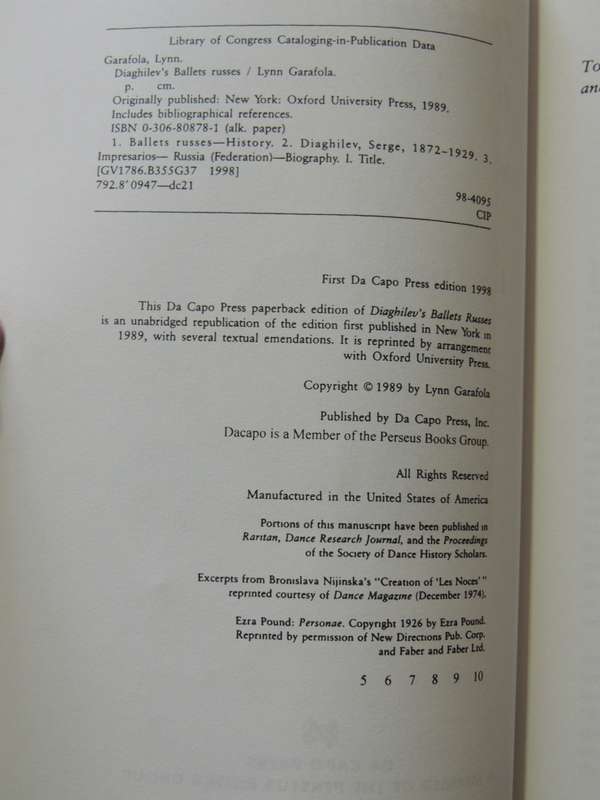 Library of Congress Cataloging-in-Publication Data
Garafola, Lynn.
Diaghilev's Ballets russes / Lynn Garafola.
p. cm.
Originally published: New York: Oxford University Press, 1989.
Includes bibliographical references.
ISBN 0-306-80878-1 (alk. paper)
1. Ballets russes—History. 2. Diaghilev, Serge, 1872–1929. 3.
Impresarios— Russia (Federation)—Biography. I. Title.
[GV1786.B355G37 1998]
792.8'0947—dc21
98-4095
CIP
First Da Capo Press edition 1998
This Da Capo Press paperback edition of Diaghilev's Ballets Russes
is an unabridged republication of the edition first published in New York in
1989, with several textual emendations. It is reprinted by arrangement
with Oxford University Press.
Copyright © 1989 by Lynn Garafola
Published by Da Capo Press, Inc.
Dacapo is a Member of the Perseus Books Group.
All Rights Reserved
Manufactured in the United States of America
Portions of this manuscript have been published in
Raritan, Dance Research Journal, and the Proceedings
of the Society of Dance History Scholars.
Excerpts from Bronislava Nijinska's "Creation of 'Les Noces'"
reprinted courtesy of Dance Magazine (December 1974).
Ezra Pound: Personae. Copyright 1926 by Ezra Pound.
Reprinted by permission of New Directions Pub. Corp.
and Faber and Faber Ltd.
5 6 7 8 9 10
To
and